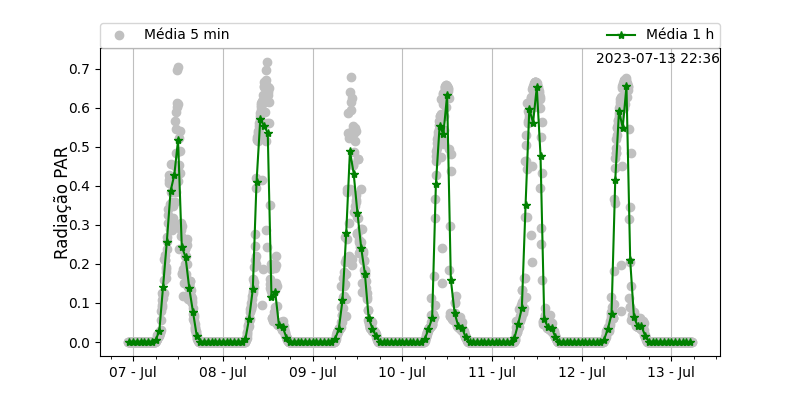 Média 5 min
Média 1 h
2023-07-13 22:36
Radiação PAR
0.7
0.6
0.5
0.4
0.3
0.2
0.1
0.0
07 - Jul
08 - Jul
09 - Jul
10 - Jul
11 - Jul
12 - Jul
13 - Jul